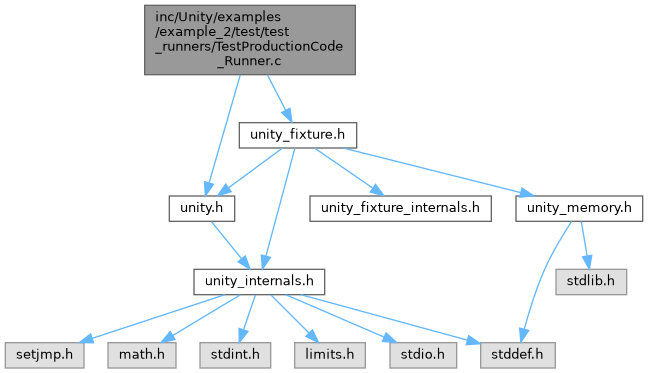 inc/Unity/examples
/example_2/test/test
_runners/TestProductionCode
_Runner.c
unity_fixture.h
unity.h
unity_fixture_internals.h
unity_memory.h
unity_internals.h
stdlib.h
setjmp.h
math.h
stdint.h
limits.h
stdio.h
stddef.h